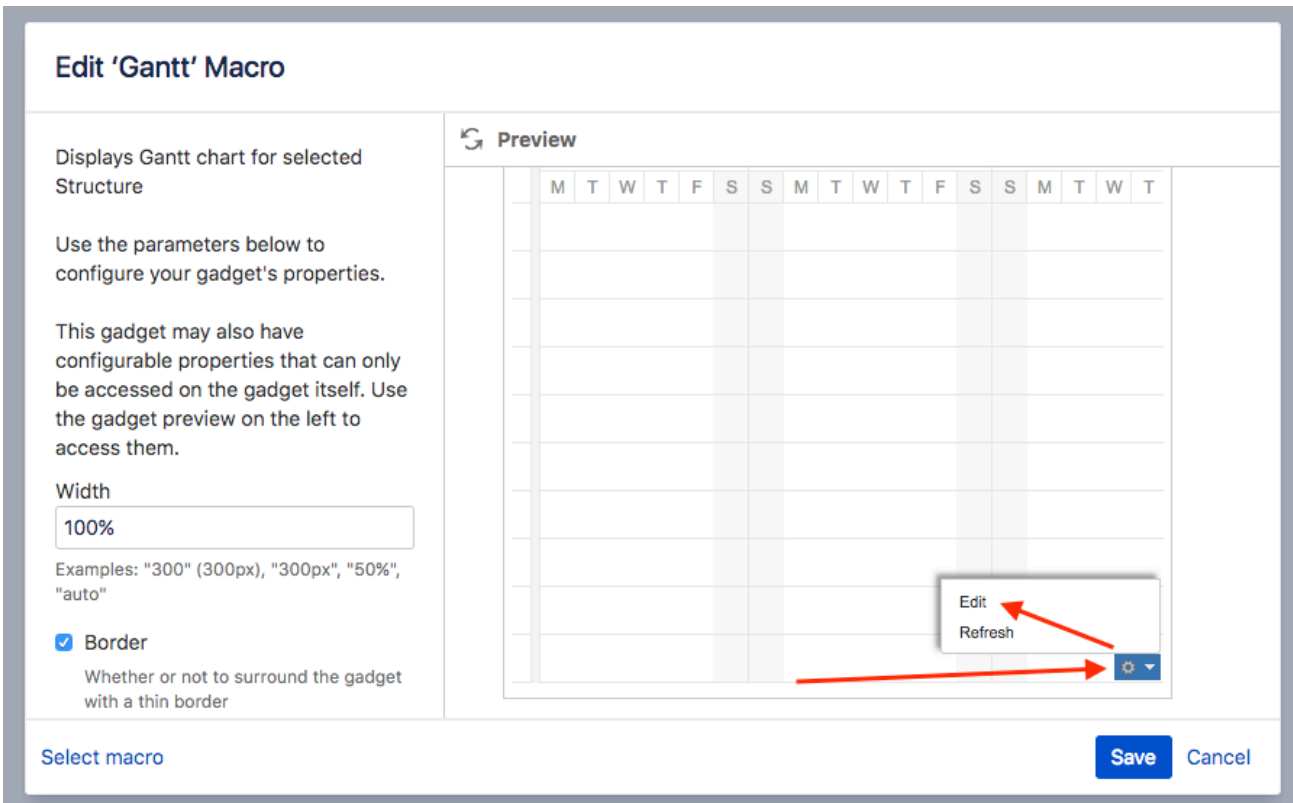 Edit ‘Gantt’ Macro
Displays Gantt chart for selected
Structure
Use the parameters below to
configure your gadget's properties.
This gadget may also have
configurable properties that can only
be accessed on the gadget itself. Use
the gadget preview on the left to
access them.
Width
100%
Examples: "300" (300px), "300px", "50%",
"auto"
Border
Whether or not to surround the gadget
with a thin border
Preview
M T W T F S S M T W T F S S M T W T
Edit
Refresh
Select macro
Save
Cancel